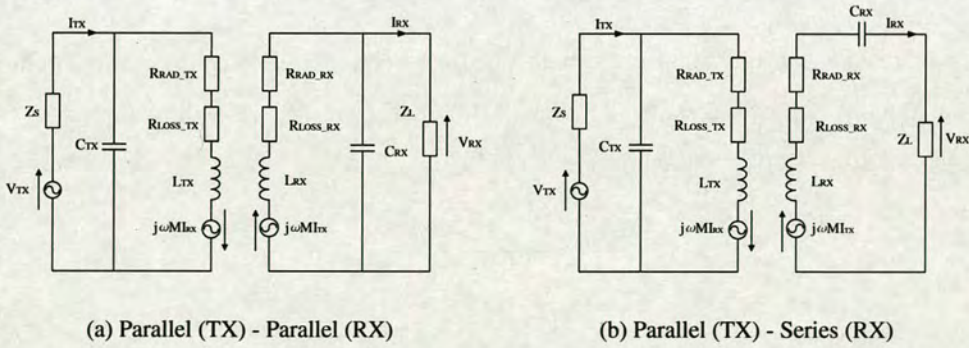 ITX
IRX
RRAD_TX
RRAD_RX
ZS
ZL
RLOSS_TX
RLOSS_RX
CTX
CRX
VRX
VTX
LTX
LRX
jωMIRX
jωMITX
(a) Parallel (TX) - Parallel (RX)
CRX
ITX
IRX
RRAD_TX
RRAD_RX
ZS
RLOSS_TX
RLOSS_RX
CTX
ZL
VRX
VTX
LTX
LRX
jωMIRX
jωMITX
(b) Parallel (TX) - Series (RX)